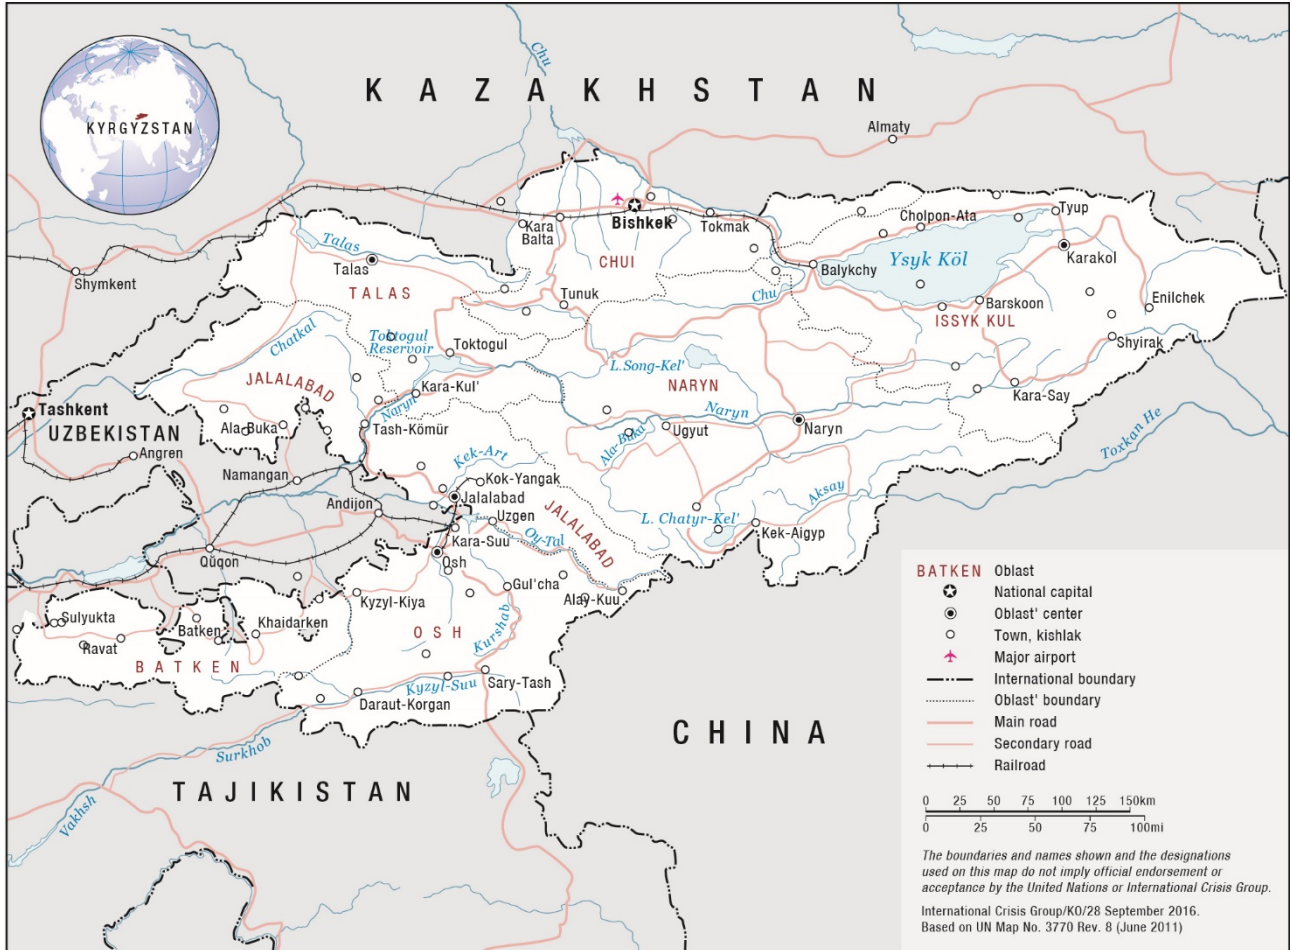 Chu
KAZAKHSTAN
KYRGYZSTAN
Almaty
Bishkek
Kara
Balta
Tokmak
Cholpon-Ata
Tyup
Talas
Talas
CHUI
Ysyk Köl
Karakol
Balykchy
Shymkent
TALAS
Tunuk
Chu
Barskoon
Enilchek
ISSYK KUL
Chatkal
Toktogul
Reservoir
Toktogul
Shyirak
L.Song-Kel'
JALALABAD
Kara-Kul'
NARYN
Kara-Say
Naryn
Naryn
Tashkent
UZBEKISTAN
Ala-Buka
Tash-Kömür
Ala-Buka
Ugyut
Naryn
Toxkan He
Angren
Kek-Art
Namangan
Kok-Yangak
Aksay
Jalalabad
Andijon
Uzgen
JALALABAD
L. Chatyr-Kel'
Kara-Suu
Oy-Tal
Kek-Aigyp
Qŭqon
Osh
Gul'cha
Kyzyl-Kiya
Alay-Kuu
Sulyukta
Khaidarken
Batken
OSH
Kurshab
Ravat
BATKEN
Sary-Tash
Kyzyl-Suu
Daraut-Korgan
CHINA
Surkhob
TAJIKISTAN
Vakhsh
BATKEN Oblast
National capital
Oblast' center
Town, kishlak
Major airport
International boundary
Oblast' boundary
Main road
Secondary road
Railroad
0 25 50 75 100 125 150km
0 25 50 75 100mi
The boundaries and names shown and the designations
used on this map do not imply official endorsement or
acceptance by the United Nations or International Crisis Group.
International Crisis Group/KO/28 September 2016.
Based on UN Map No. 3770 Rev. 8 (June 2011)